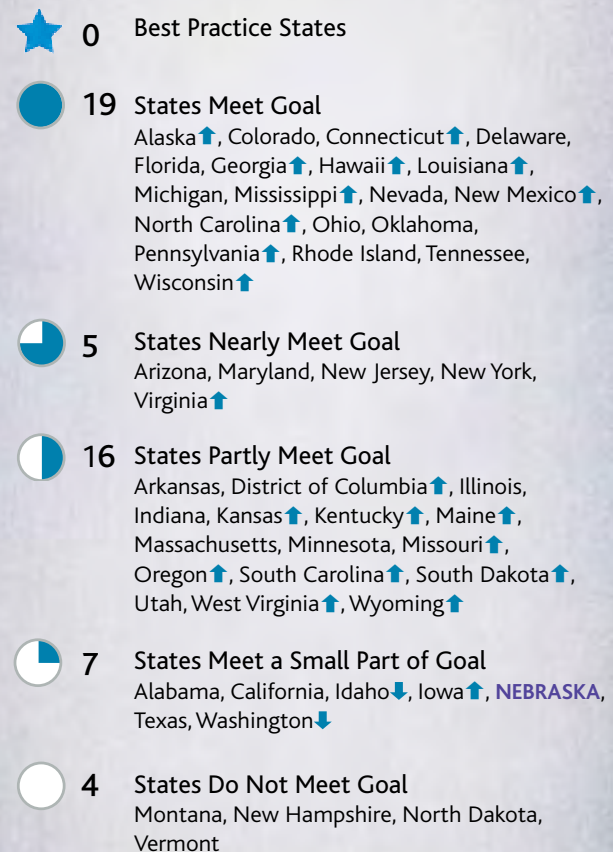 0 Best Practice States
19 States Meet Goal
Alaska⬆, Colorado, Connecticut⬆, Delaware,
Florida, Georgia⬆, Hawaii⬆, Louisiana⬆,
Michigan, Mississippi⬆, Nevada, New Mexico⬆,
North Carolina⬆, Ohio, Oklahoma,
Pennsylvania⬆, Rhode Island, Tennessee,
Wisconsin⬆
5 States Nearly Meet Goal
Arizona, Maryland, New Jersey, New York,
Virginia⬆
16 States Partly Meet Goal
Arkansas, District of Columbia⬆, Illinois,
Indiana, Kansas⬆, Kentucky⬆, Maine⬆,
Massachusetts, Minnesota, Missouri⬆,
Oregon⬆, South Carolina⬆, South Dakota⬆,
Utah, West Virginia⬆, Wyoming⬆
7 States Meet a Small Part of Goal
Alabama, California, Idaho⬇, Iowa⬆, NEBRASKA,
Texas, Washington⬇
4 States Do Not Meet Goal
Montana, New Hampshire, North Dakota,
Vermont